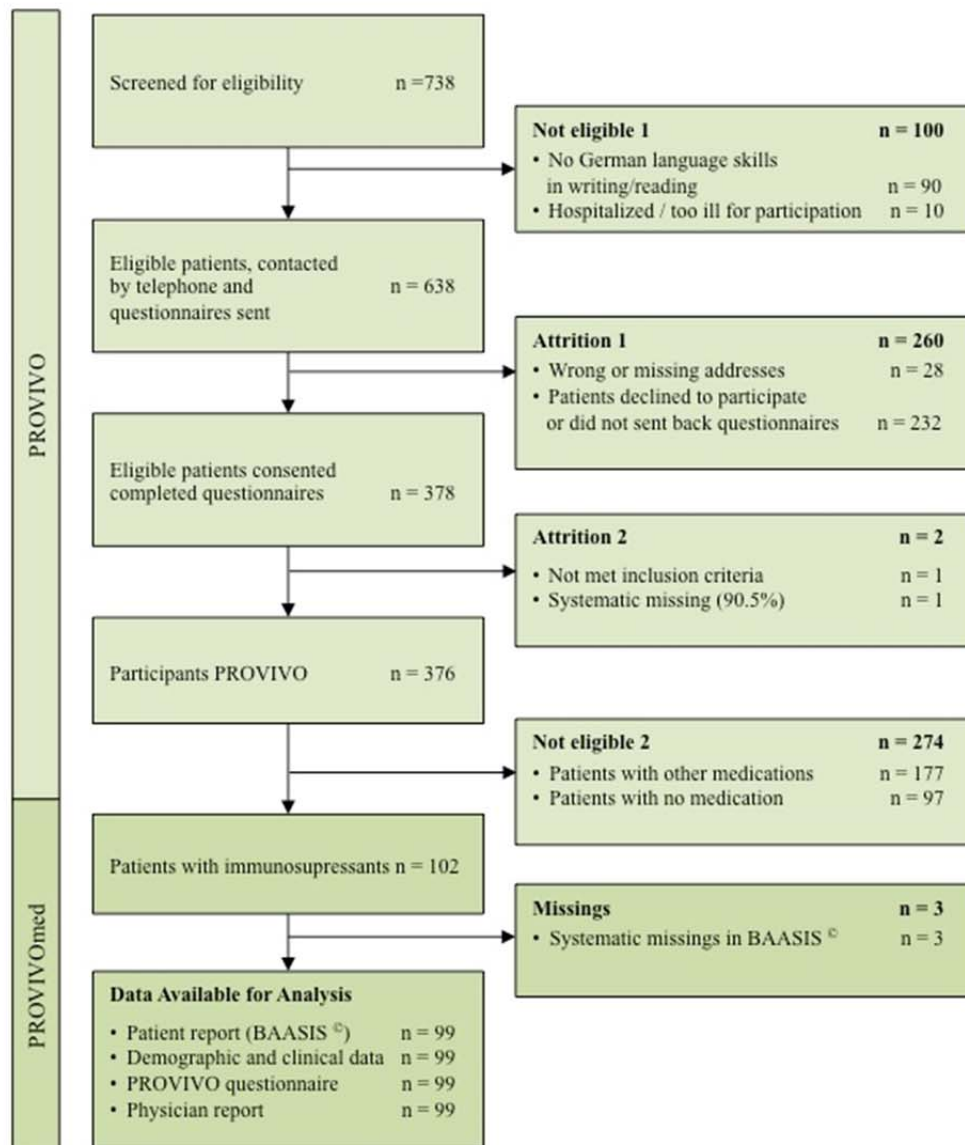 PROVIVO
Screened for eligibility n =738
Not eligible 1 n = 100
• No German language skills
in writing/reading n = 90
• Hospitalized / too ill for participation n = 10
Eligible patients, contacted
by telephone and n = 638
questionnaires sent
Attrition 1 n = 260
• Wrong or missing addresses n = 28
• Patients declined to participate
or did not sent back questionnaires n = 232
Eligible patients consented
completed questionnaires n = 378
Attrition 2 n = 2
• Not met inclusion criteria n = 1
• Systematic missing (90.5%) n = 1
Participants PROVIVO n = 376
Not eligible 2 n = 274
• Patients with other medications n = 177
• Patients with no medication n = 97
PROVIVOmed
Patients with immunosupressants n = 102
Missings n = 3
• Systematic missings in BAASIS © n = 3
Data Available for Analysis
• Patient report (BAASIS ©) n = 99
• Demographic and clinical data n = 99
• PROVIVO questionnaire n = 99
• Physician report n = 99